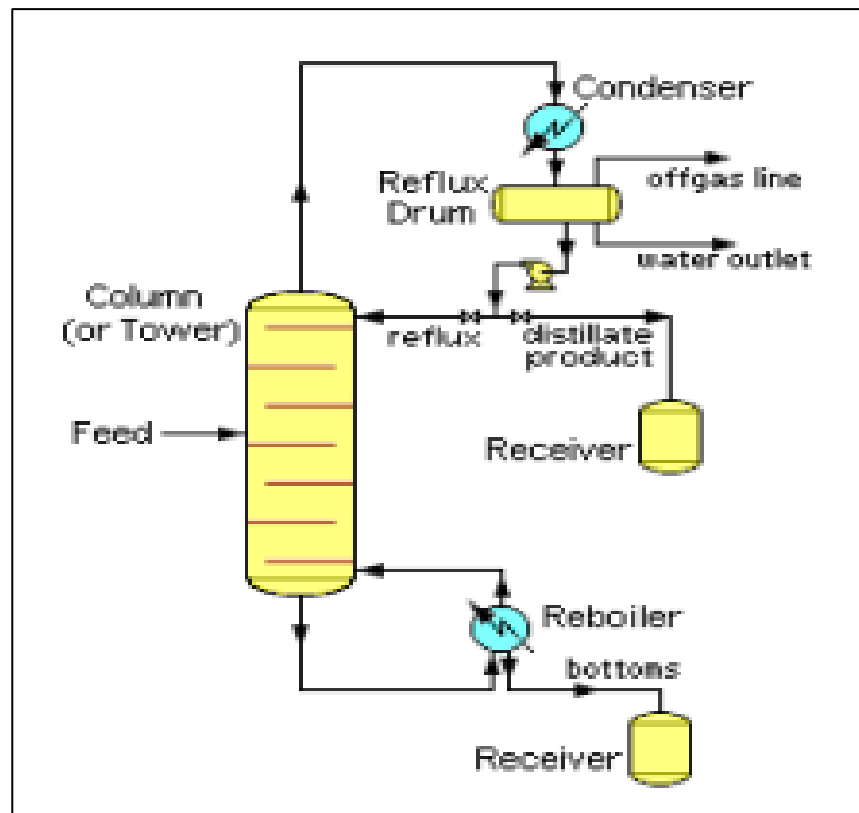 Condenser
Reflux
Drum
offgas line
water outlet
Column
(or Tower)
reflux
distillate
product
Feed
Receiver
Reboiler
bottoms
Receiver